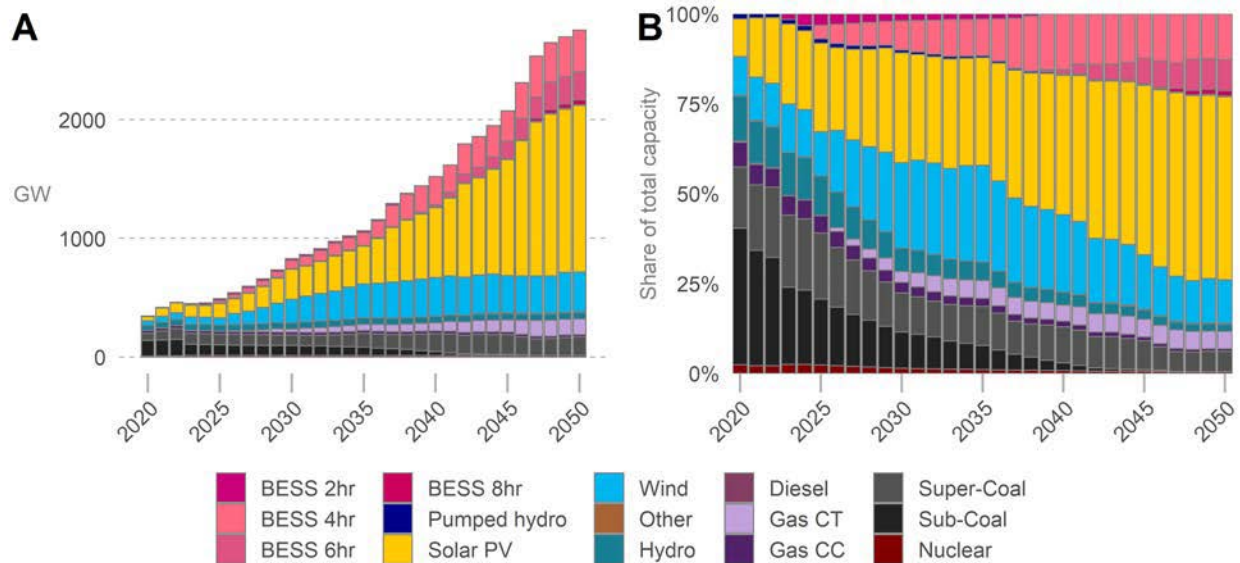 A
B
GW
2000
1000
0
2020
2025
2030
2035
2040
2045
2050
Share of total capacity
100%
75%
50%
25%
0%
2020
2025
2030
2035
2040
2045
2050
BESS 2hr
BESS 8hr
Wind
Diesel
Super-Coal
BESS 4hr
Pumped hydro
Other
Gas CT
Sub-Coal
BESS 6hr
Solar PV
Hydro
Gas CC
Nuclear